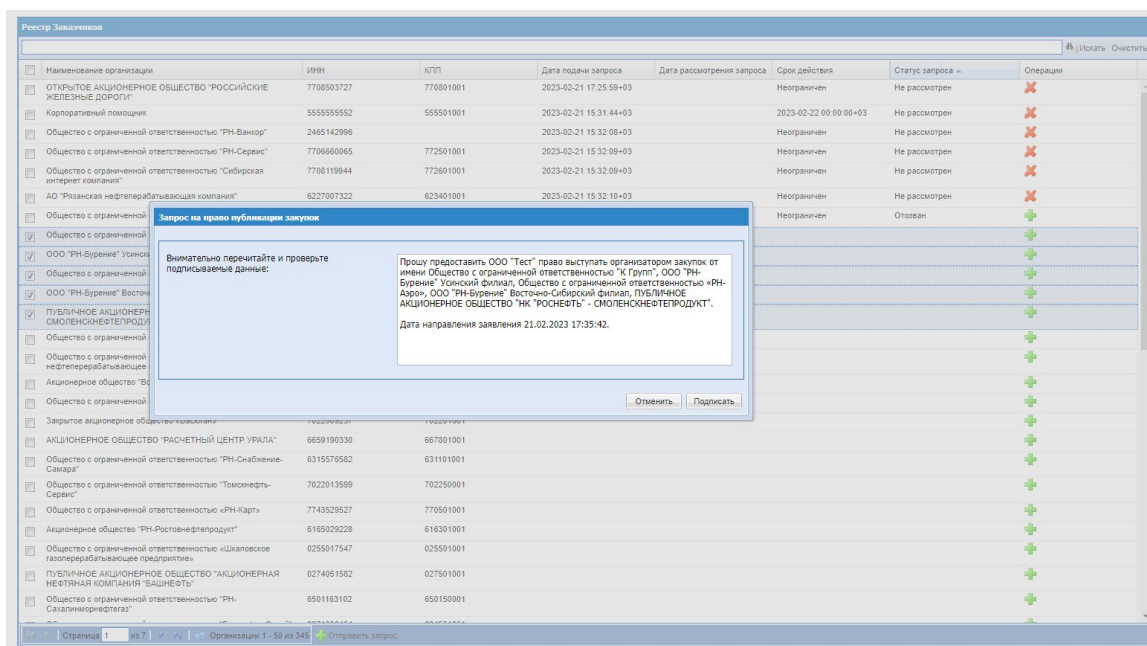 Реестр Заказчиков
Искать Очистить
Наименование организации ИНН КПП Дата подачи запроса Дата рассмотрения запроса Срок действия Статус запроса Операции
ОТКРЫТОЕ АКЦИОНЕРНОЕ ОБЩЕСТВО "РОССИЙСКИЕ 7708503727 770801001 2023-02-21 17:25:59+03 Неограничен Не рассмотрен
ЖЕЛЕЗНЫЕ ДОРОГИ"
Корпоративный помощник 5555555552 555501001 2023-02-21 15:31:44+03 2023-02-22 00:00:00+03 Не рассмотрен
Общество с ограниченной ответственностью "РН-Ванкор" 2465142996 2023-02-21 15:32:08+03 Неограничен Не рассмотрен
Общество с ограниченной ответственностью "РН-Сервис" 7706660065 772501001 2023-02-21 15:32:09+03 Неограничен Не рассмотрен
Общество с ограниченной ответственностью "Сибирская 7708119944 772601001 2023-02-21 15:32:09+03 Неограничен Не рассмотрен
интернет компания"
АО "Рязанская нефтеперабатывающая компания" 6227007322 623401001 2023-02-21 15:32:10+03 Неограничен Не рассмотрен
Общество с ограниченной Неограничен Отозван
Общество с ограниченной
ООО "РН-Бурение" Усинск
Общество с ограниченной
ООО "РН-Бурение" Восточн
ПУБЛИЧНОЕ АКЦИОНЕРН
СМОЛЕНСКНЕФТЕПРОДУ
Общество с ограниченной
Общество с ограниченной
нефтеперерабатывающее
Акционерное общество "Во
Общество с ограниченной
Запрос на право публикации закупок
Внимательно перечитайте и проверьте
подписываемые данные:
Прошу предоставить ООО "Тест" право выступать организатором закупок от
имени Общество с ограниченной ответственностью "К Групп", ООО "РН-
Бурение" Усинский филиал, Общество с ограниченной ответственностью «РН-
Аэро», ООО "РН-Бурение" Восточно-Сибирский филиал, ПУБЛИЧНОЕ
АКЦИОНЕРНОЕ ОБЩЕСТВО "НК "РОСНЕФТЬ" - СМОЛЕНСКНЕФТЕПРОДУКТ".
Дата направления заявления 21.02.2023 17:35:42.
Отменить Подписать
Закрытое акционерное общество
АКЦИОНЕРНОЕ ОБЩЕСТВО "РАСЧЕТНЫЙ ЦЕНТР УРАЛА" 6659190330 667801001
Общество с ограниченной ответственностью "РН-Снабжение- 6315576582 631101001
Самара"
Общество с ограниченной ответственностью "Томскнефть- 7022013599 702250001
Сервис"
Общество с ограниченной ответственностью «РН-Карт» 7743529527 770501001
Акционерное общество "РН-Ростовнефтепродукт" 6165029228 616301001
Общество с ограниченной ответственностью «Шкаповское 0255017547 025501001
газоперерабатывающее предприятие»
ПУБЛИЧНОЕ АКЦИОНЕРНОЕ ОБЩЕСТВО "АКЦИОНЕРНАЯ 0274051582 027501001
НЕФТЯНАЯ КОМПАНИЯ "БАШНЕФТЬ"
Общество с ограниченной ответственностью "РН- 6501163102 650150001
Сахалинморнефтегаз"
Страница 1 из 7 Организации 1 - 50 из 345 Отправить запрос